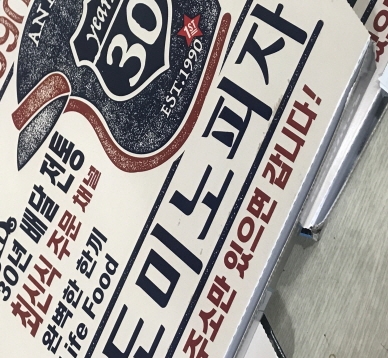 1990
years
30
1ST
EST.1990
30년 배달 전통
최신식 주문 채널
완벽한 한끼
Life Food
도미노피자
주소만 있으면 갑니다!